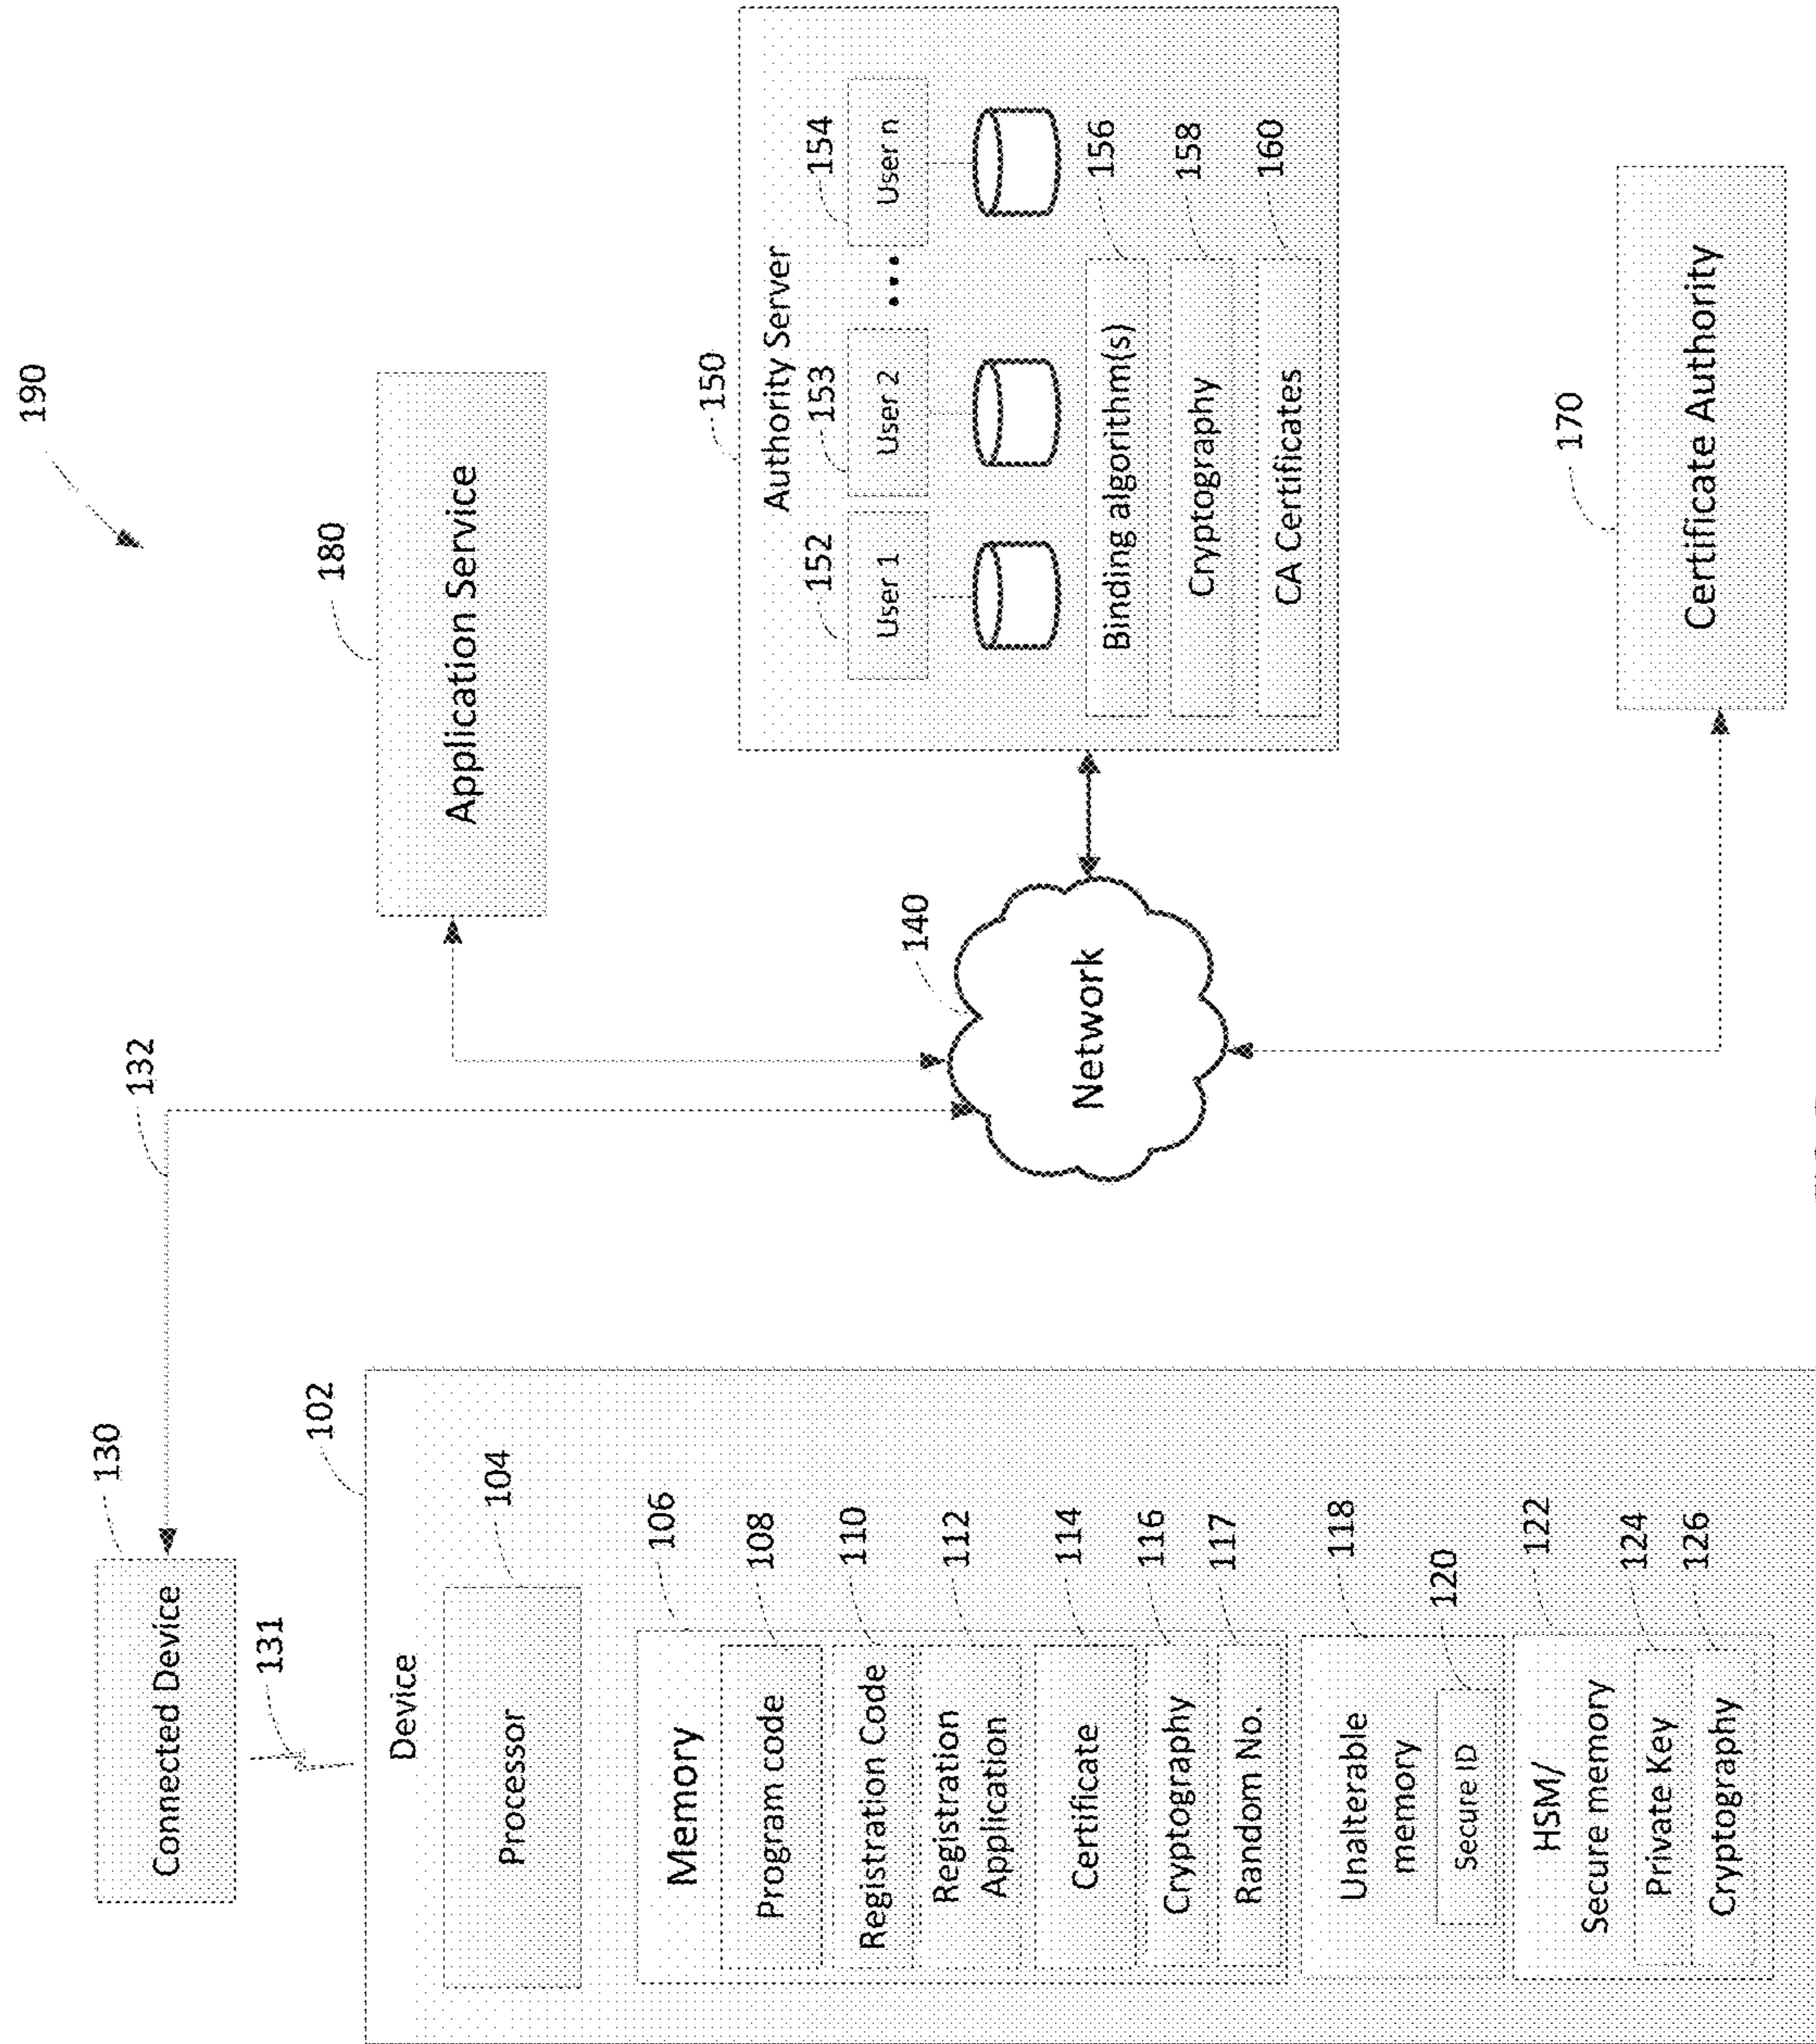 190
Connected Device
130
132
131
102
Device
Processor
104
Memory
106
Program code
108
Registration Code
110
Registration
Application
112
Certificate
114
Cryptography
116
Random No.
117
Unalterable
memory
118
Secure ID
120
HSM/
Secure memory
122
Private Key
124
Cryptography
126
Network
140
Application Service
180
150
Authority Server
152
User 1
153
User 2
...
154
User n
Binding algorithm(s)
156
Cryptography
158
CA Certificates
160
170
Certificate Authority